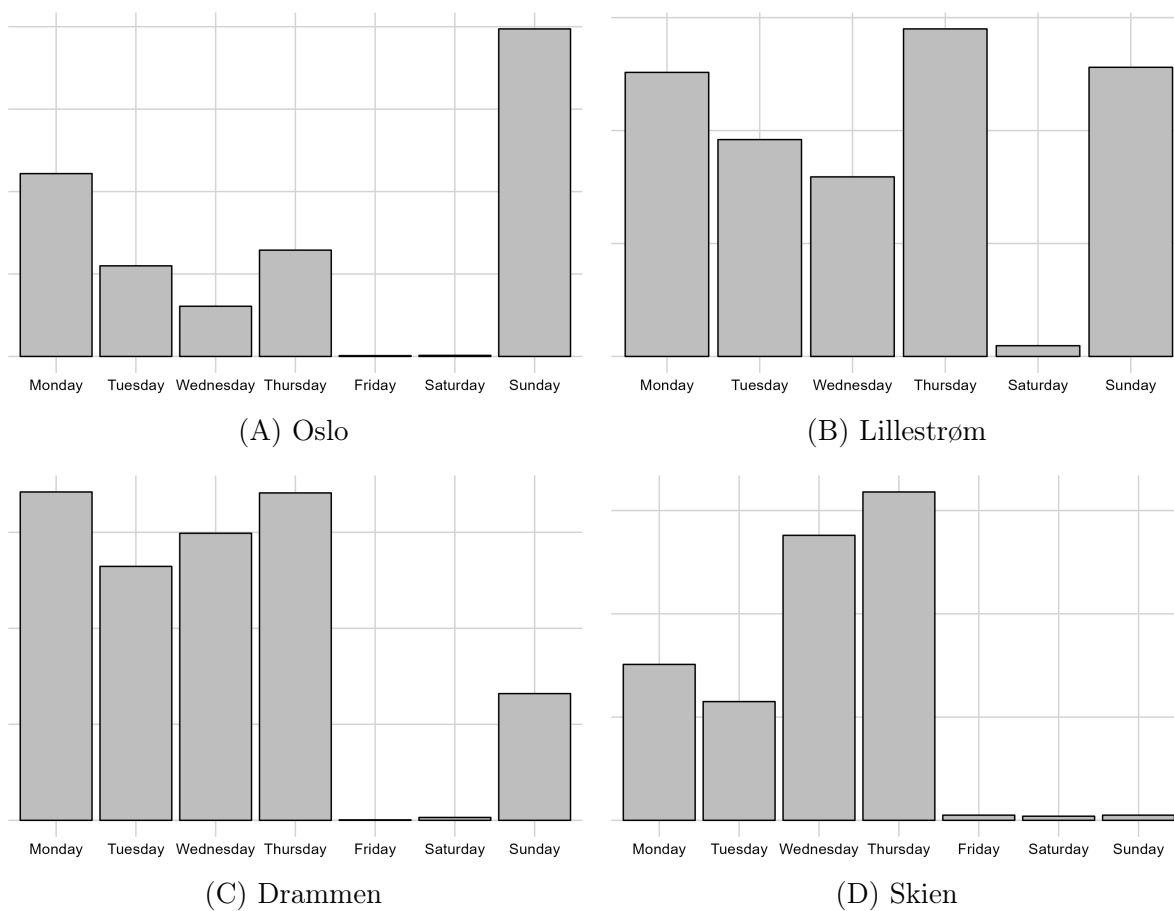 Monday Tuesday Wednesday Thursday Friday Saturday Sunday
(A) Oslo
Monday Tuesday Wednesday Thursday Saturday Sunday
(B) Lillestrøm
Monday Tuesday Wednesday Thursday Friday Saturday Sunday
(C) Drammen
Monday Tuesday Wednesday Thursday Friday Saturday Sunday
(D) Skien